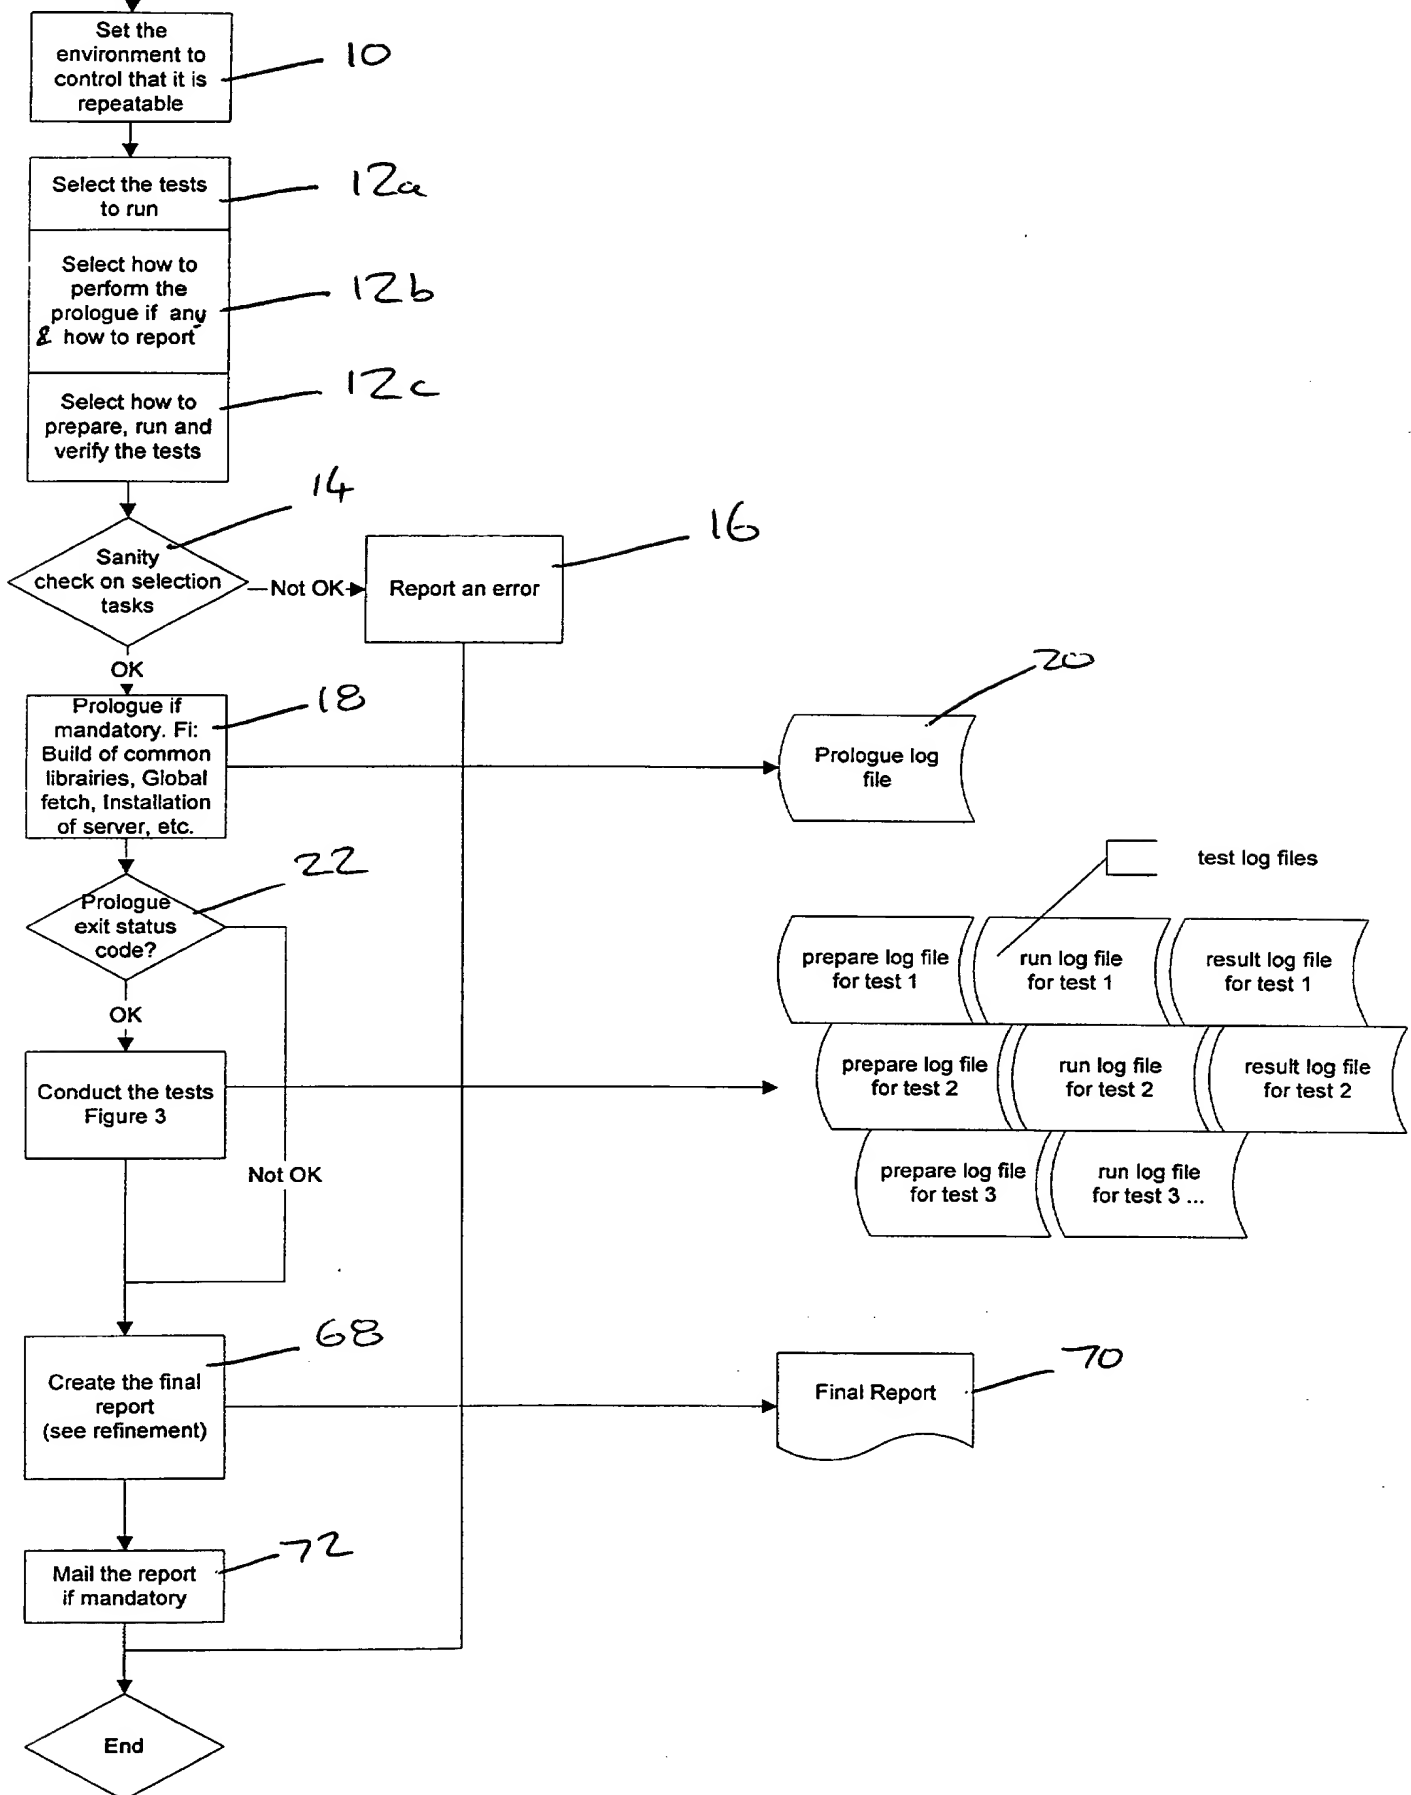 Set the
environment to
control that it is
repeatable
10
Select the tests
to run
12a
Select how to
perform the
prologue if any
& how to report
12b
Select how to
prepare, run and
verify the tests
12c
Sanity
check on selection
tasks
14
Not OK
Report an error
16
OK
Prologue if
mandatory. Fi:
Build of common
librairies, Global
fetch, Installation
of server, etc.
18
Prologue log
file
20
Prologue
exit status
code?
22
test log files
prepare log file
for test 1
run log file
for test 1
result log file
for test 1
OK
Conduct the tests
Figure 3
prepare log file
for test 2
run log file
for test 2
result log file
for test 2
Not OK
prepare log file
for test 3
run log file
for test 3 ...
Create the final
report
(see refinement)
68
Final Report
70
Mail the report
if mandatory
72
End